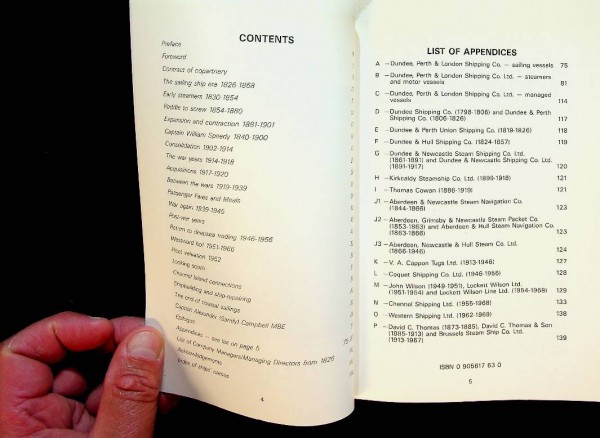 CONTENTS
Preface
Foreword
Contract of copartnery
The sailing ship era 1826-1868
Early steamers 1830-1854
Paddle to screw 1854-1880
Expansion and contraction 1881-1901
Captain William Speedy 1840-1900
Consolidation 1902-1914
The war years 1914-1918
Acquisitions 1917-1920
Between the wars 1919-1939
Passenger Fares and Meals
War again 1939-1945
Post-war years
Return to deepsea trading 1946-1956
Westward ho! 1951-1966
Fleet renewal 1962
Looking south
Channel Island connections
Shipbuilding and ship-repairing
The end of coastal sailings
Captain Alexander (Sandy) Campbell MBE
Epilogue
Appendices — see list on page 5
List of Company Managers/Managing Directors from 1826
Acknowledgements
Index of ships' names
4
LIST OF APPENDICES
A — Dundee, Perth & London Shipping Co. — sailing vessels 75
B — Dundee, Perth & London Shipping Co. Ltd. — steamers
and motor vessels 81
C — Dundee, Perth & London Shipping Co. Ltd. — managed
vessels 114
D — Dundee Shipping Co. (1798-1806) and Dundee & Perth
Shipping Co. (1806-1826) 117
E — Dundee & Perth Union Shipping Co. (1819-1826) 118
F — Dundee & Hull Shipping Co. (1824-1857) 119
G — Dundee & Newcastle Steam Shipping Co.
(1861-1891) and Dundee & Newcastle Shipping Co. Ltd.
(1891-1917) 120
H — Kirkcaldy Steamship Co. Ltd. (1899-1918) 121
I — Thomas Cowan (1886-1919) 121
J1 — Aberdeen & Newcastle Steam Navigation Co.
(1844-1866) 123
J2 — Aberdeen, Grimsby & Newcastle Steam Packet Co.
(1853-1863) and Aberdeen & Hull Steam Navigation Co.
(1863-1866) 123
J3 — Aberdeen, Newcastle & Hull Steam Co. Ltd.
(1866-1946) 124
K — V. A. Cappon Tugs Ltd. (1913-1946) 127
L — Coquet Shipping Co. Ltd. (1946-1956) 128
M — John Wilson (1949-1951), Lockett Wilson Ltd.
(1951-1954) and Lockett Wilson Line Ltd. (1954-1968) 129
N — Chennel Shipping Ltd. (1955-1968) 133
O — Western Shipping Ltd. (1962-1969) 138
P — David C. Thomas (1873-1885), David C. Thomas & Son
(1885-1913) and Brussels Steam Ship Co. Ltd.
(1913-1967) 139
ISBN 0 905617 63 0
5